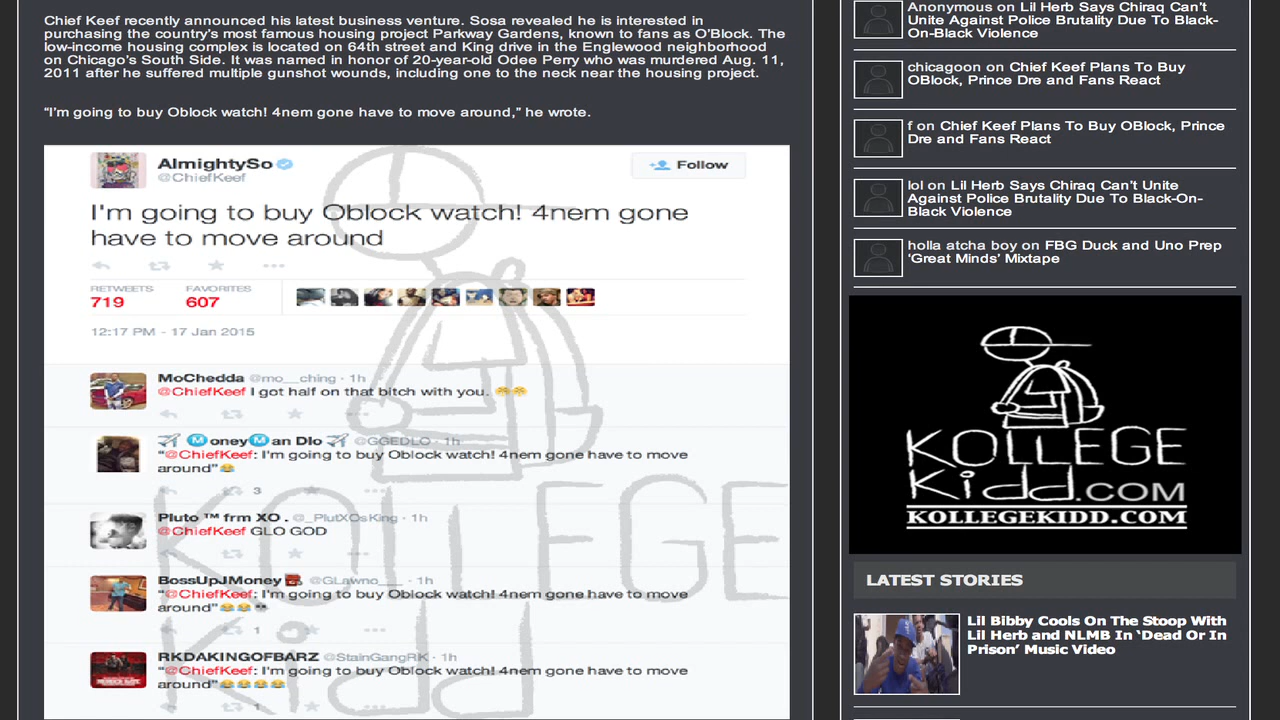 Chief Keef recently announced his latest business venture. Sosa revealed he is interested in
purchasing the country's most famous housing project Parkway Gardens, known to fans as O'Block. The
low-income housing complex is located on 64th street and King drive in the Englewood neighborhood
on Chicago's South Side. It was named in honor of 20-year-old Odee Perry who was murdered Aug. 11,
2011 after he suffered multiple gunshot wounds, including one to the neck near the housing project.
“I'm going to buy Oblock watch! 4nem gone have to move around,” he wrote.
AlmightySo
@ChiefKeef
Follow
I'm going to buy Oblock watch! 4nem gone
have to move around
RETWEETS FAVORITES
719 607
12:17 PM - 17 Jan 2015
MoChedda @mo__ching · 1h
@ChiefKeef I got half on that bitch with you.
Ⓜoney Ⓜan Dlo @GGEDLO · 1h
“@ChiefKeef: I'm going to buy Oblock watch! 4nem gone have to move
around”😂
3
Pluto ™ frm XO . @_PlutXOsKing · 1h
@ChiefKeef GLO GOD
BossUpJMoney @GLawno___ · 1h
“@ChiefKeef: I'm going to buy Oblock watch! 4nem gone have to move
around”😂😂💀
1
RKDAKINGOFBARZ @StainGangRK · 1h
“@ChiefKeef: I'm going to buy Oblock watch! 4nem gone have to move
around”😂😂😂😂
1
KOLLEGE
Kidd
Anonymous on Lil Herb Says Chiraq Can't
Unite Against Police Brutality Due To Black-
On-Black Violence
chicagoon on Chief Keef Plans To Buy
OBlock, Prince Dre and Fans React
f on Chief Keef Plans To Buy OBlock, Prince
Dre and Fans React
lol on Lil Herb Says Chiraq Can't Unite
Against Police Brutality Due To Black-On-
Black Violence
holla atcha boy on FBG Duck and Uno Prep
'Great Minds' Mixtape
KOLLEGE
Kidd.COM
KOLLEGEKIDD.COM
LATEST STORIES
Lil Bibby Cools On The Stoop With
Lil Herb and NLMB In 'Dead Or In
Prison' Music Video